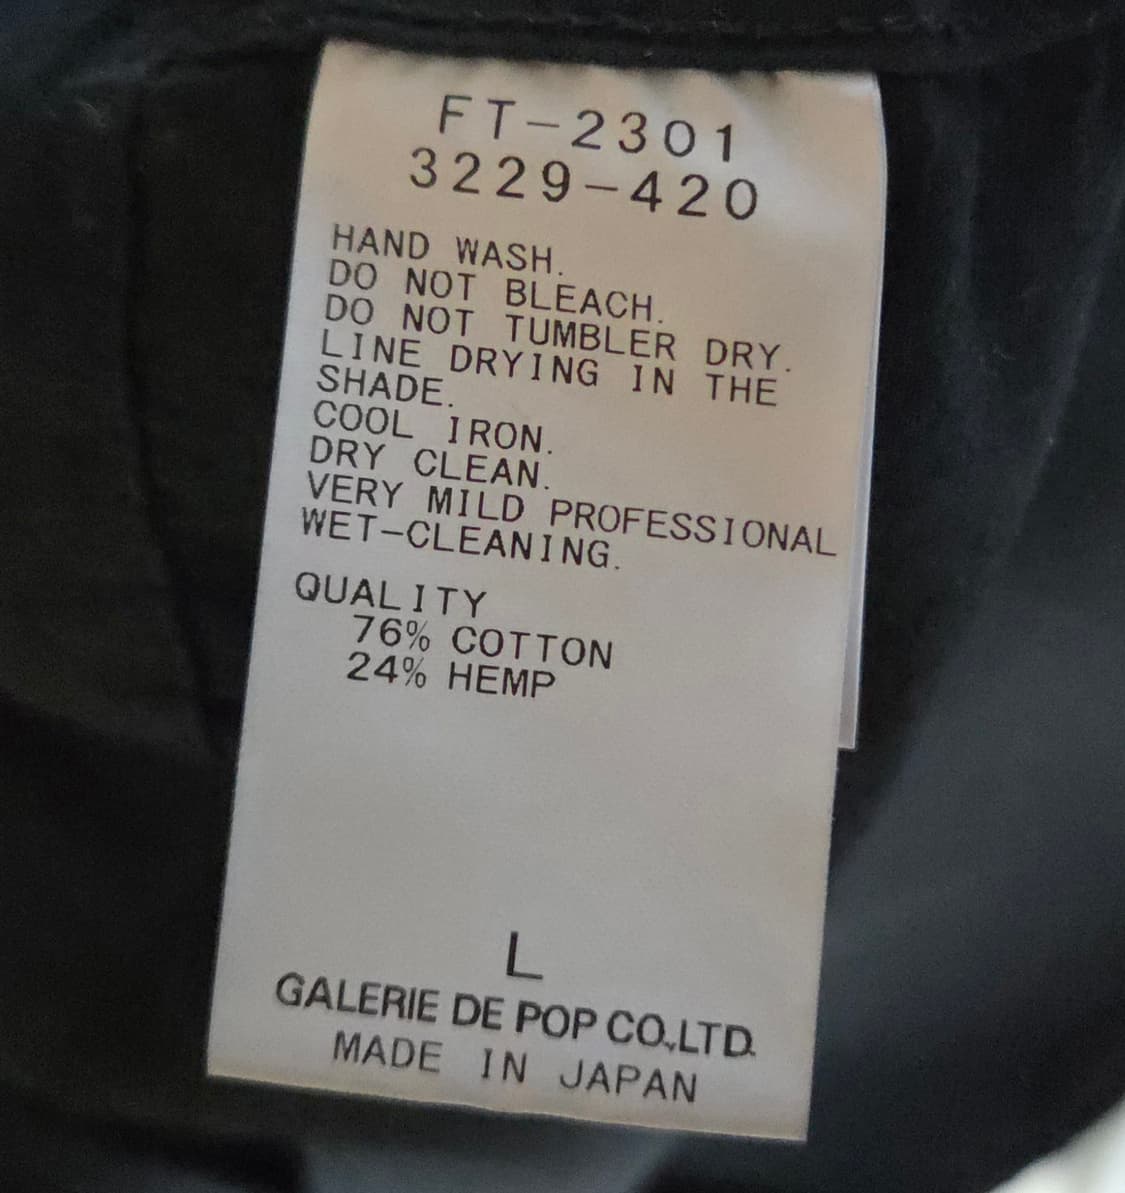 FT-2301
3229-420
HAND WASH.
DO NOT BLEACH.
DO NOT TUMBLER DRY.
LINE DRYING IN THE
SHADE.
COOL IRON.
DRY CLEAN.
VERY MILD PROFESSIONAL
WET-CLEANING.
QUALITY
76% COTTON
24% HEMP
L
GALERIE DE POP CO.,LTD.
MADE IN JAPAN